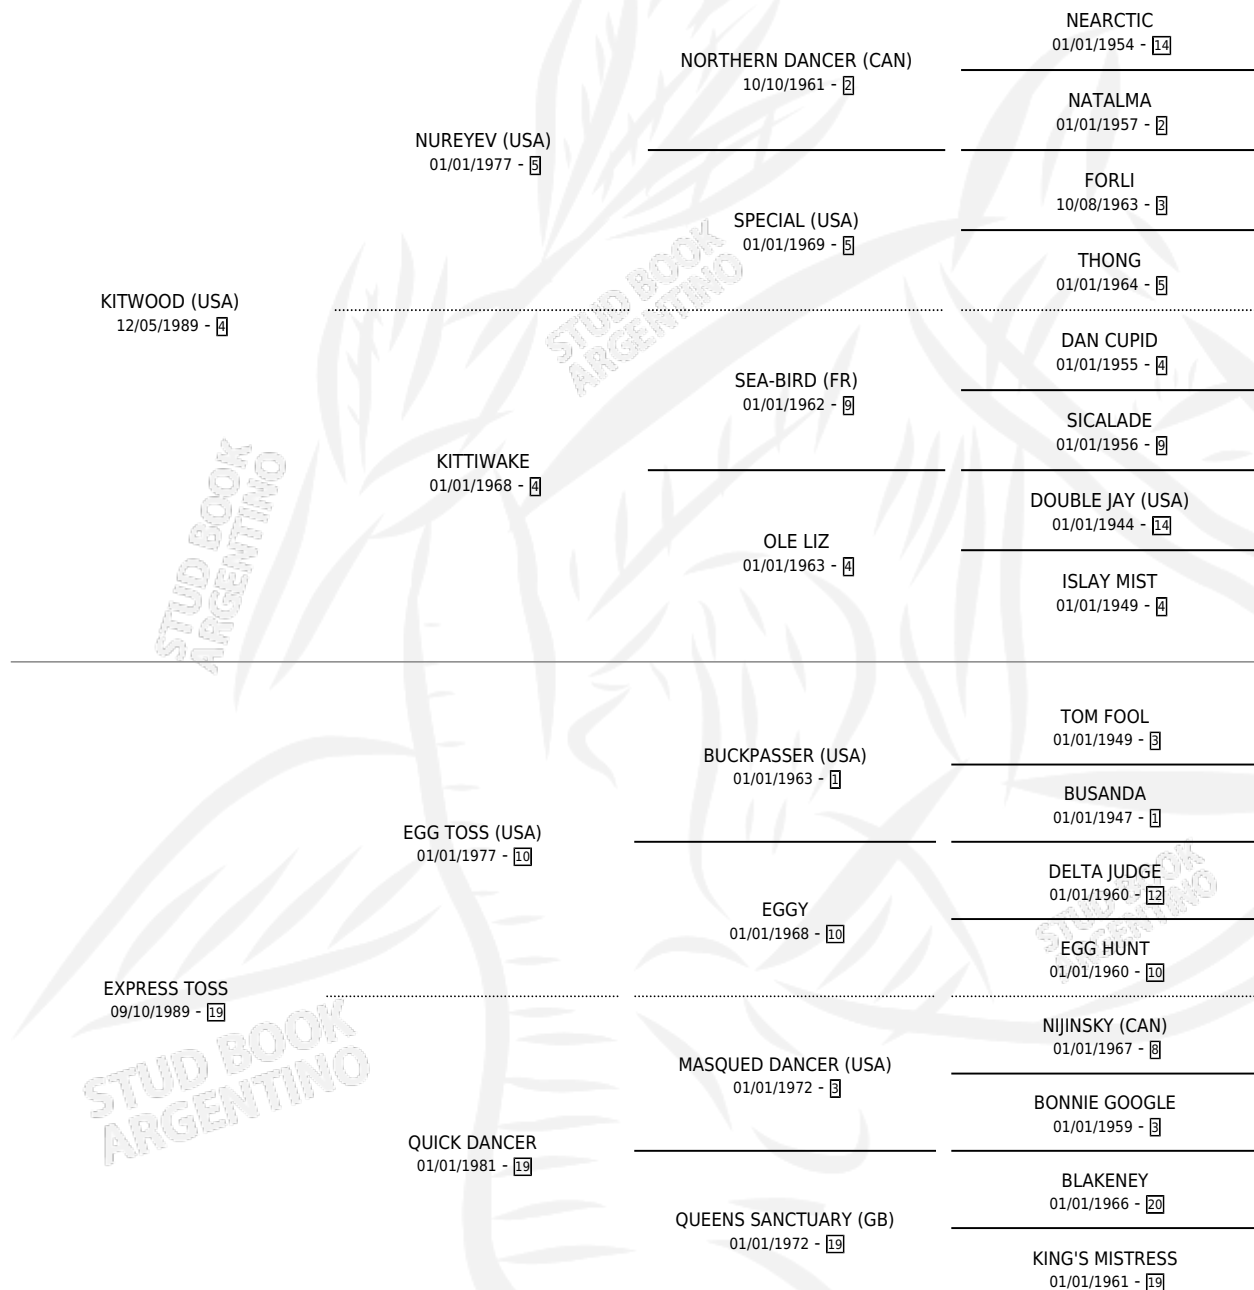 NEARCTIC
01/01/1954 - 14
NORTHERN DANCER (CAN)
10/10/1961 - 2
NATALMA
01/01/1957 - 2
NUREYEV (USA)
01/01/1977 - 5
FORLI
10/08/1963 - 3
SPECIAL (USA)
01/01/1969 - 5
THONG
01/01/1964 - 5
KITWOOD (USA)
12/05/1989 - 4
DAN CUPID
01/01/1955 - 4
SEA-BIRD (FR)
01/01/1962 - 9
SICALADE
01/01/1956 - 9
KITTIWAKE
01/01/1968 - 4
DOUBLE JAY (USA)
01/01/1944 - 14
OLE LIZ
01/01/1963 - 4
ISLAY MIST
01/01/1949 - 4
TOM FOOL
01/01/1949 - 3
BUCKPASSER (USA)
01/01/1963 - 1
BUSANDA
01/01/1947 - 1
EGG TOSS (USA)
01/01/1977 - 10
DELTA JUDGE
01/01/1960 - 12
EGGY
01/01/1968 - 10
EGG HUNT
01/01/1960 - 10
EXPRESS TOSS
09/10/1989 - 19
NIJINSKY (CAN)
01/01/1967 - 8
MASQUED DANCER (USA)
01/01/1972 - 3
BONNIE GOOGLE
01/01/1959 - 3
QUICK DANCER
01/01/1981 - 19
BLAKENEY
01/01/1966 - 20
QUEENS SANCTUARY (GB)
01/01/1972 - 19
KING'S MISTRESS
01/01/1961 - 19
STUD BOOK
ARGENTINO
STUD BOOK
ARGENTINO
STUD BOOK
ARGENTINO
STUD BOOK
ARGENTINO